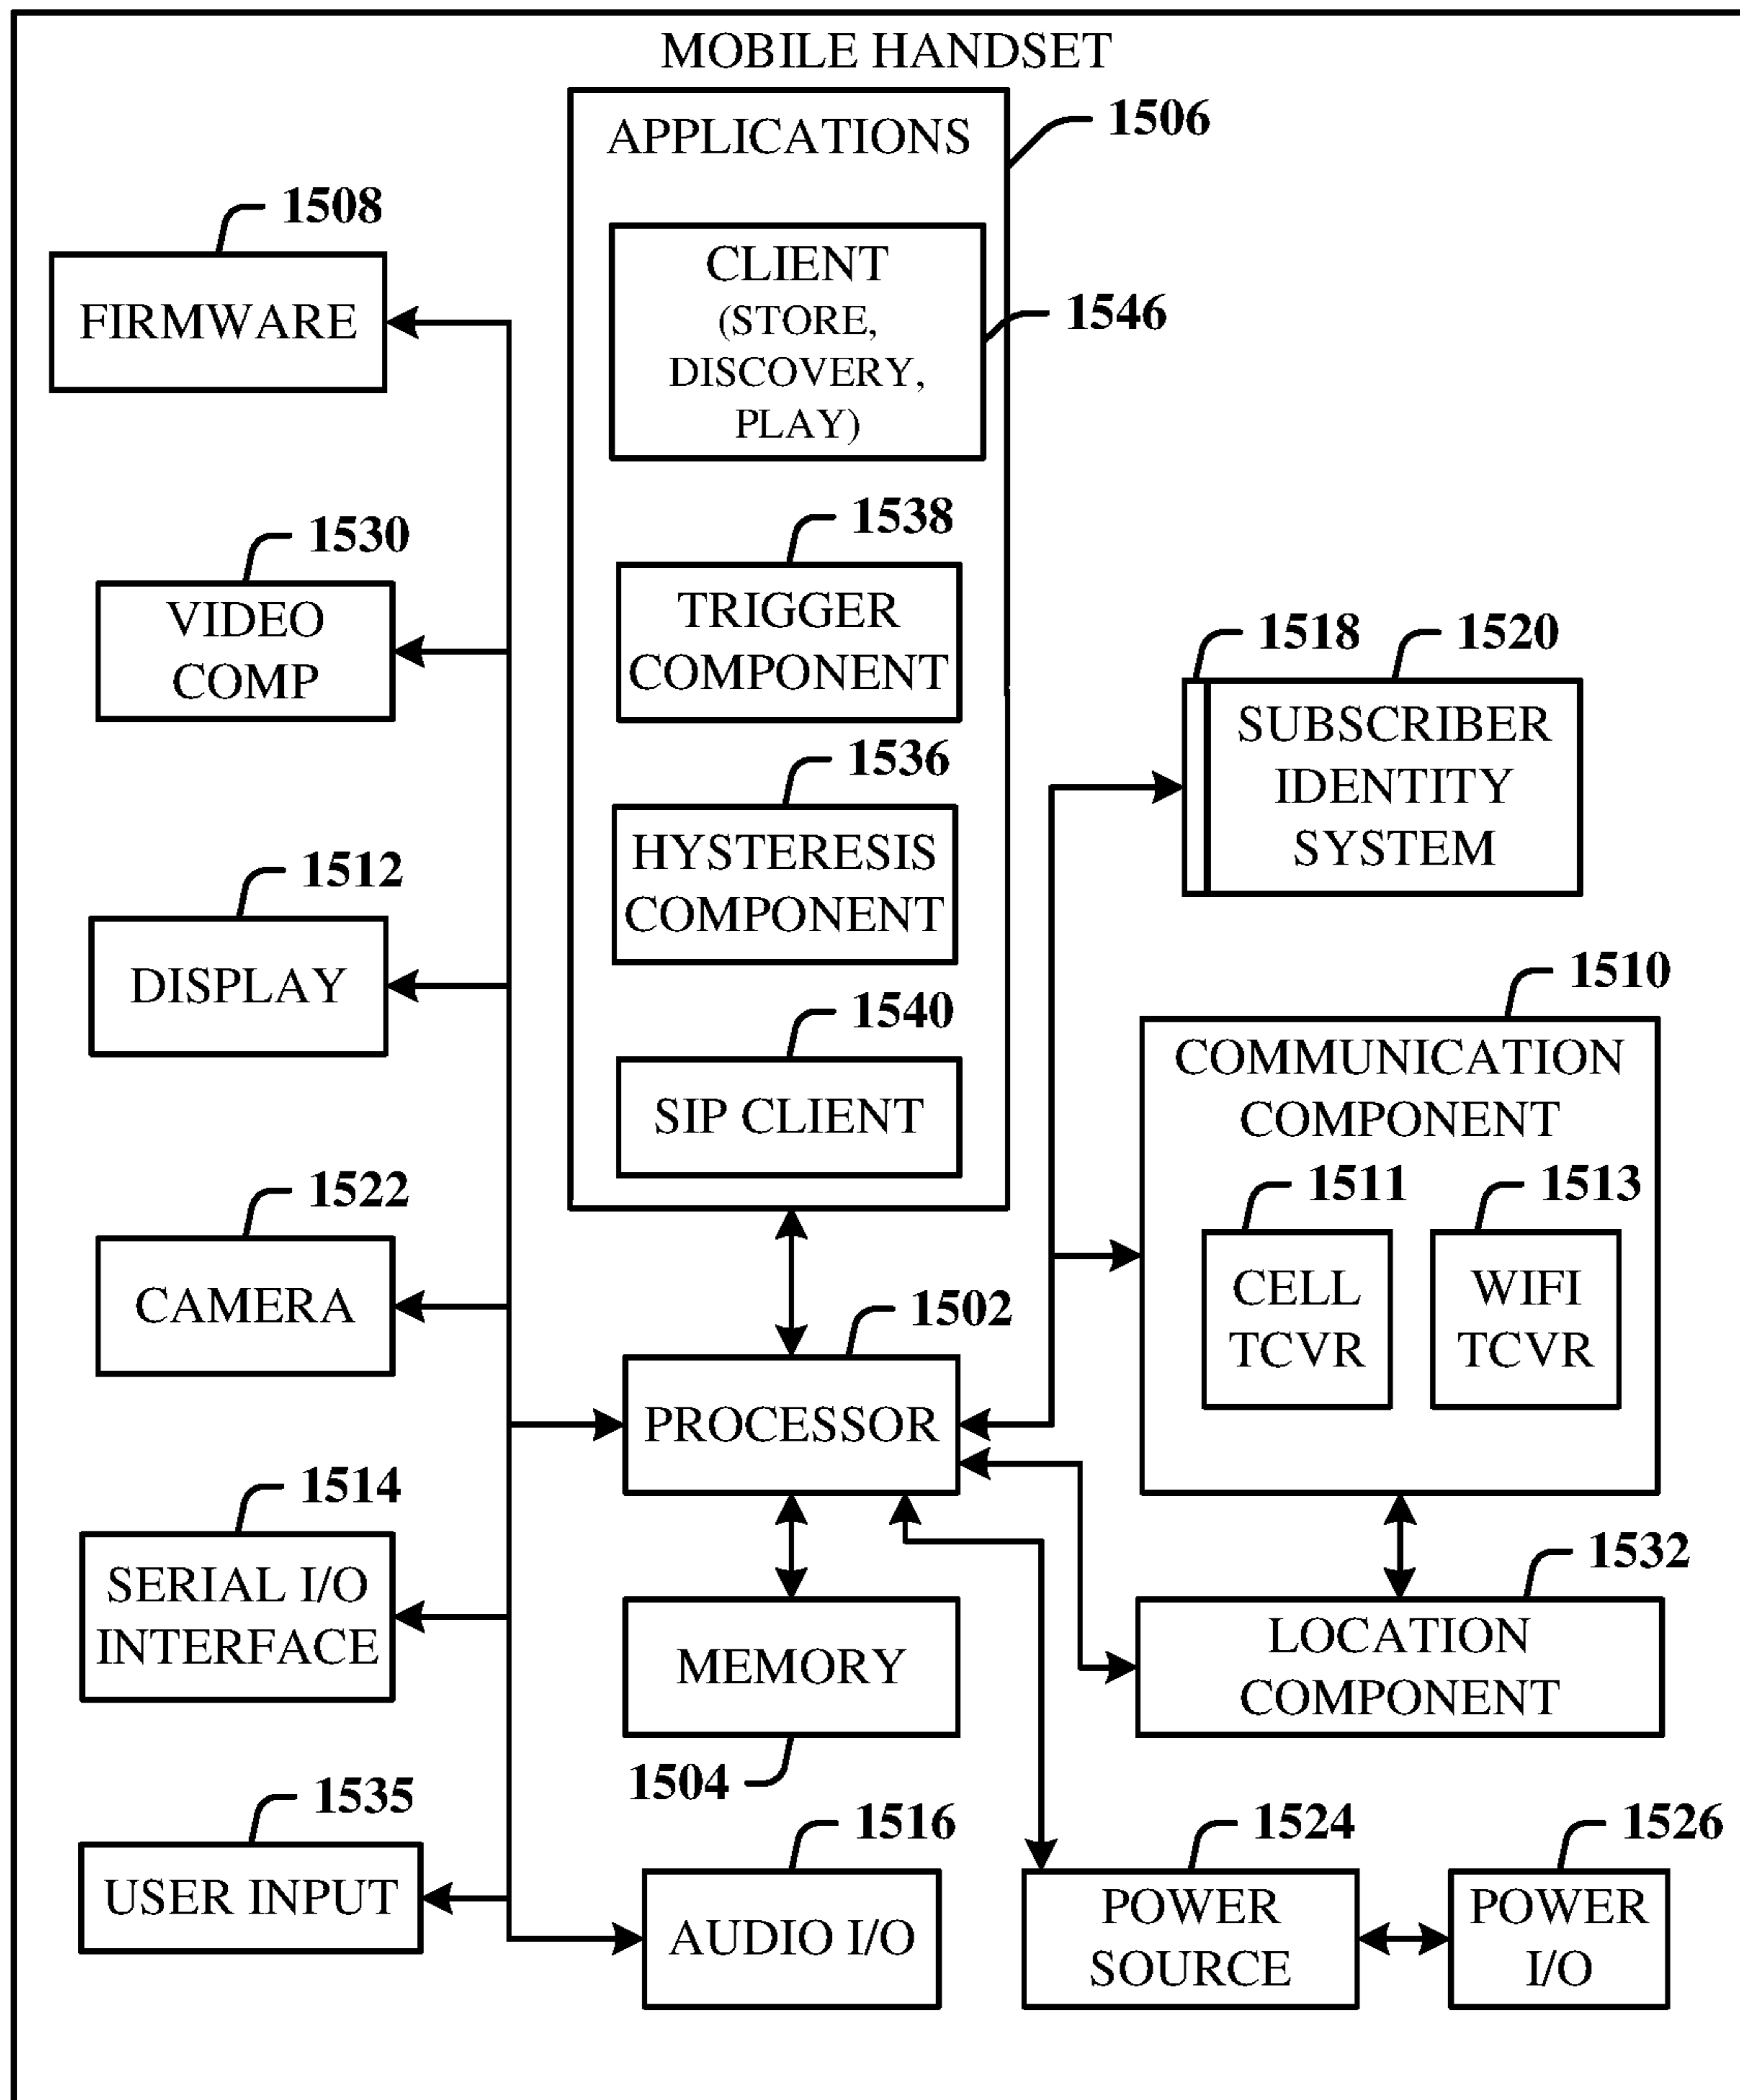 MOBILE HANDSET
APPLICATIONS
1506
1508
FIRMWARE
CLIENT
(STORE,
DISCOVERY,
PLAY)
1546
1530
VIDEO
COMP
1538
TRIGGER
COMPONENT
1518
1520
SUBSCRIBER
IDENTITY
SYSTEM
1536
HYSTERESIS
COMPONENT
1512
DISPLAY
1540
SIP CLIENT
1510
COMMUNICATION
COMPONENT
1511
CELL
TCVR
1513
WIFI
TCVR
1522
CAMERA
1502
PROCESSOR
1514
SERIAL I/O
INTERFACE
MEMORY
1504
1532
LOCATION
COMPONENT
1535
USER INPUT
1516
AUDIO I/O
1524
POWER
SOURCE
1526
POWER
I/O